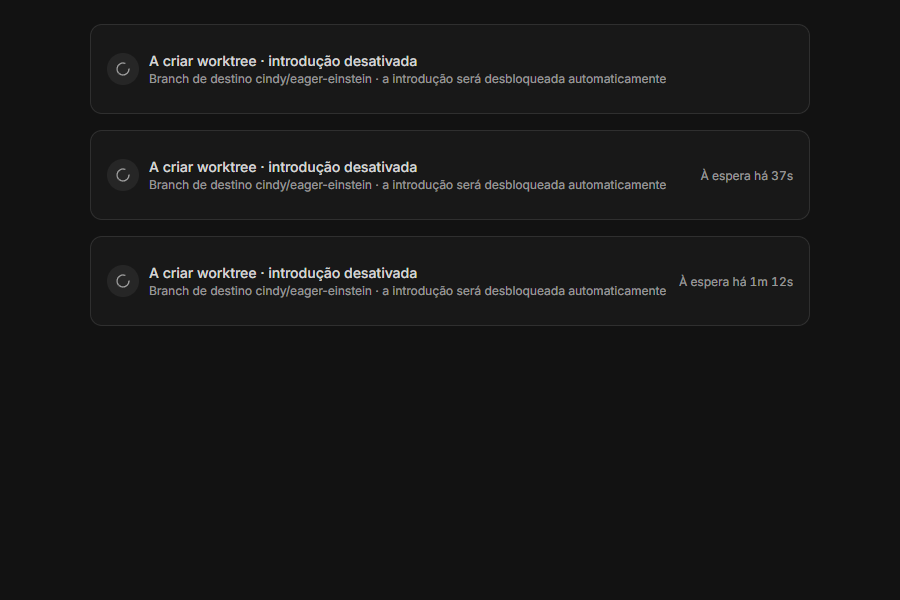 A criar worktree · introdução desativada
Branch de destino cindy/eager-einstein · a introdução será desbloqueada automaticamente
A criar worktree · introdução desativada
Branch de destino cindy/eager-einstein · a introdução será desbloqueada automaticamente
À espera há 37s
A criar worktree · introdução desativada
Branch de destino cindy/eager-einstein · a introdução será desbloqueada automaticamente
À espera há 1m 12s